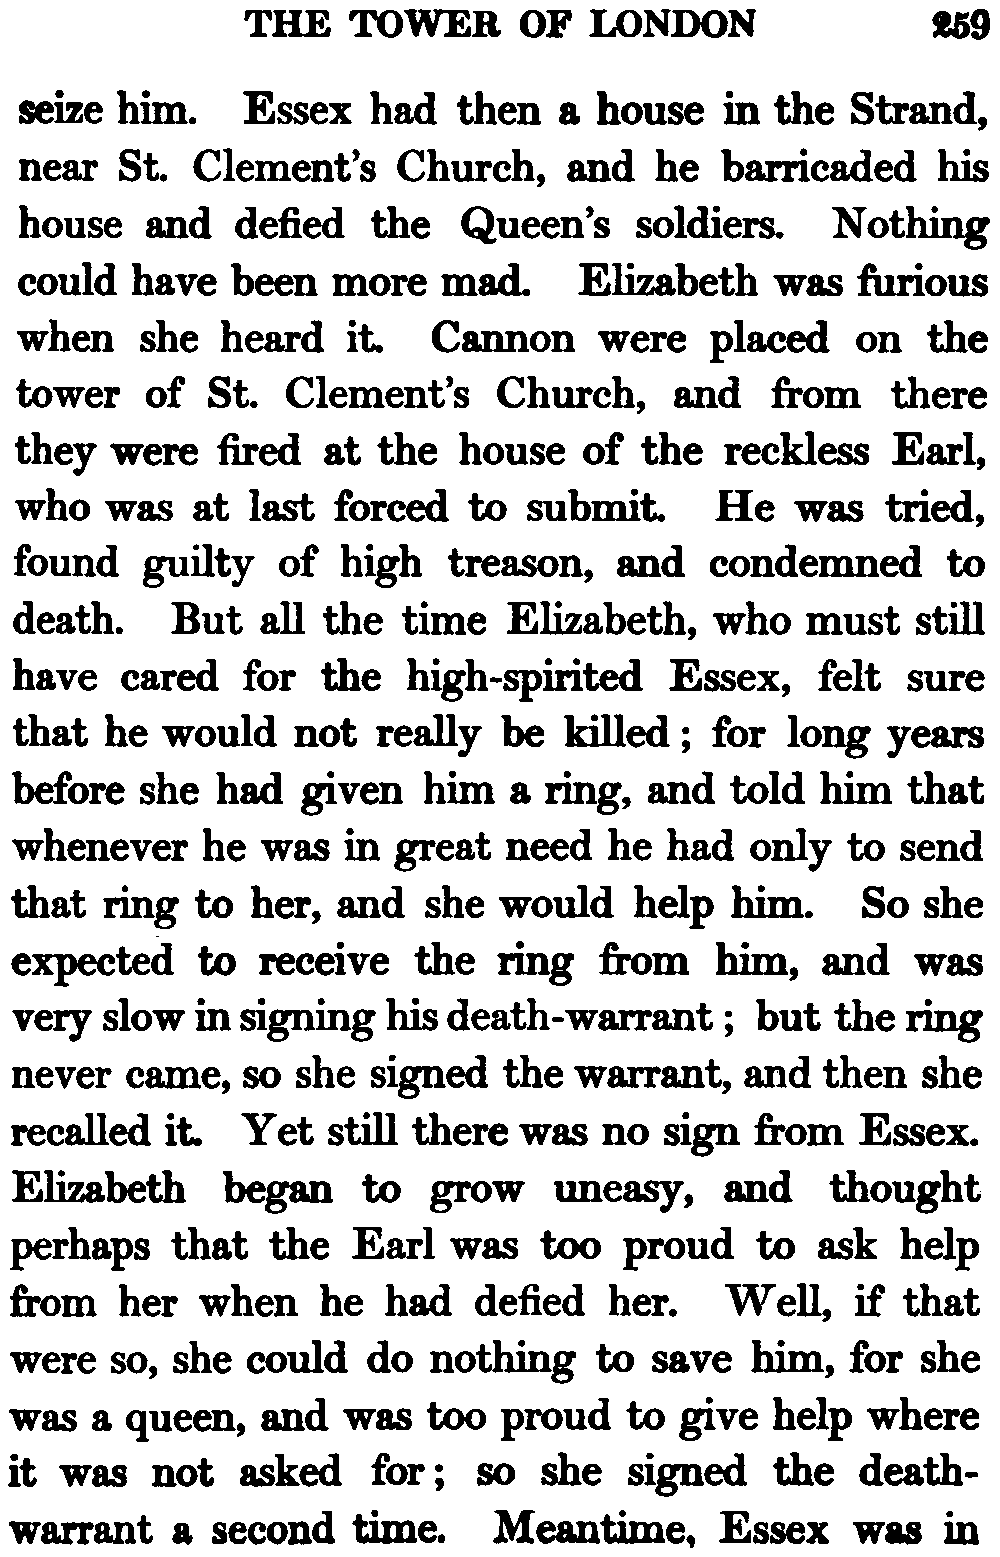 THE TOWER OF LONDON 259
seize him. Essex had then a house in the Strand,
near St. Clement's Church, and he barricaded his
house and defied the Queen's soldiers. Nothing
could have been more mad. Elizabeth was furious
when she heard it. Cannon were placed on the
tower of St. Clement's Church, and from there
they were fired at the house of the reckless Earl,
who was at last forced to submit. He was tried,
found guilty of high treason, and condemned to
death. But all the time Elizabeth, who must still
have cared for the high-spirited Essex, felt sure
that he would not really be killed; for long years
before she had given him a ring, and told him that
whenever he was in great need he had only to send
that ring to her, and she would help him. So she
expected to receive the ring from him, and was
very slow in signing his death-warrant; but the ring
never came, so she signed the warrant, and then she
recalled it. Yet still there was no sign from Essex.
Elizabeth began to grow uneasy, and thought
perhaps that the Earl was too proud to ask help
from her when he had defied her. Well, if that
were so, she could do nothing to save him, for she
was a queen, and was too proud to give help where
it was not asked for; so she signed the death-
warrant a second time. Meantime, Essex was in